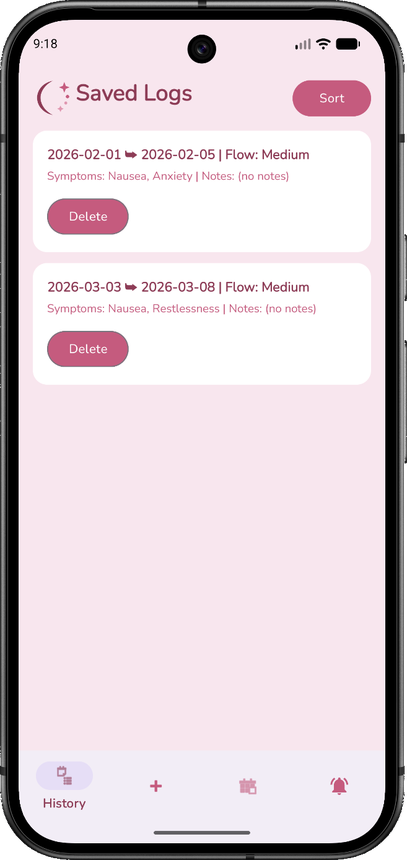 9:18
Saved Logs
Sort
2026-02-01 ➥ 2026-02-05 | Flow: Medium
Symptoms: Nausea, Anxiety | Notes: (no notes)
Delete
2026-03-03 ➥ 2026-03-08 | Flow: Medium
Symptoms: Nausea, Restlessness | Notes: (no notes)
Delete
History